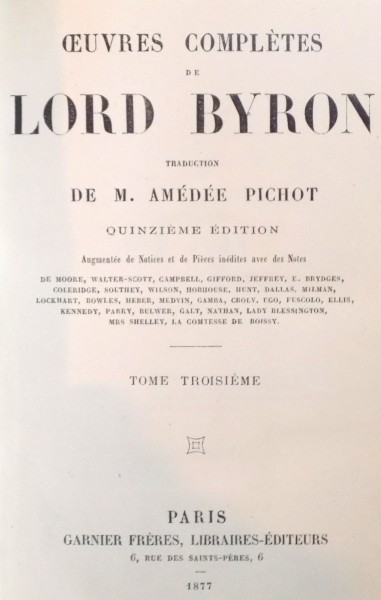 ŒUVRES COMPLÈTES
DE
LORD BYRON
TRADUCTION
DE M. AMÉDÉE PICHOT
QUINZIÈME ÉDITION
Augmentée de Notices et de Pièces inédites avec des Notes
DE MOORE, WALTER-SCOTT, CAMPBELL, GIFFORD, JEFFREY, E. BRYDGES,
COLERIDGE, SOUTHEY, WILSON, HOBHOUSE, HUNT, DALLAS, MILMAN,
LOCKHART, BOWLES, HEBER, MEDVIN, GAMBA, CROLY, UGO, FUSCOLO, ELLIS,
KENNEDY, PARRY, BULWER, GALT, NATHAN, LADY BLESSINGTON,
MRS SHELLEY, LA COMTESSE DE BOISSY.
TOME TROISIÉME
PARIS
GARNIER FRÈRES, LIBRAIRES-ÉDITEURS
6, RUE DES SAINTS-PÈRES, 6
1877